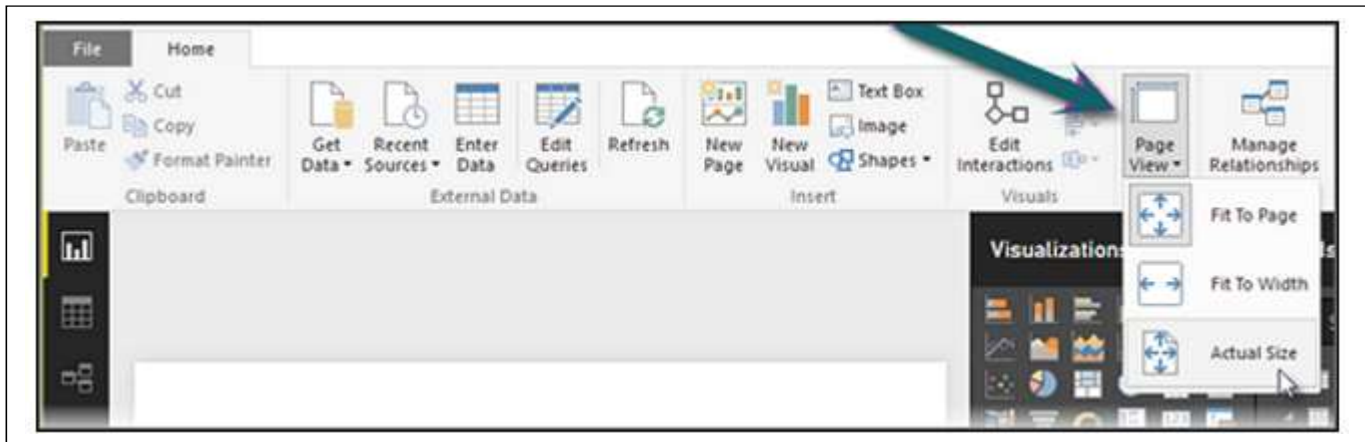 File Home
Paste
Cut
Copy
Format Painter
Clipboard
Get Data
Recent Sources
Enter Data
Edit Queries
Refresh
External Data
New Page
New Visual
Text Box
Image
Shapes
Insert
Edit Interactions
Visuals
Page View
Manage Relationships
Fit To Page
Fit To Width
Actual Size
Visualizations